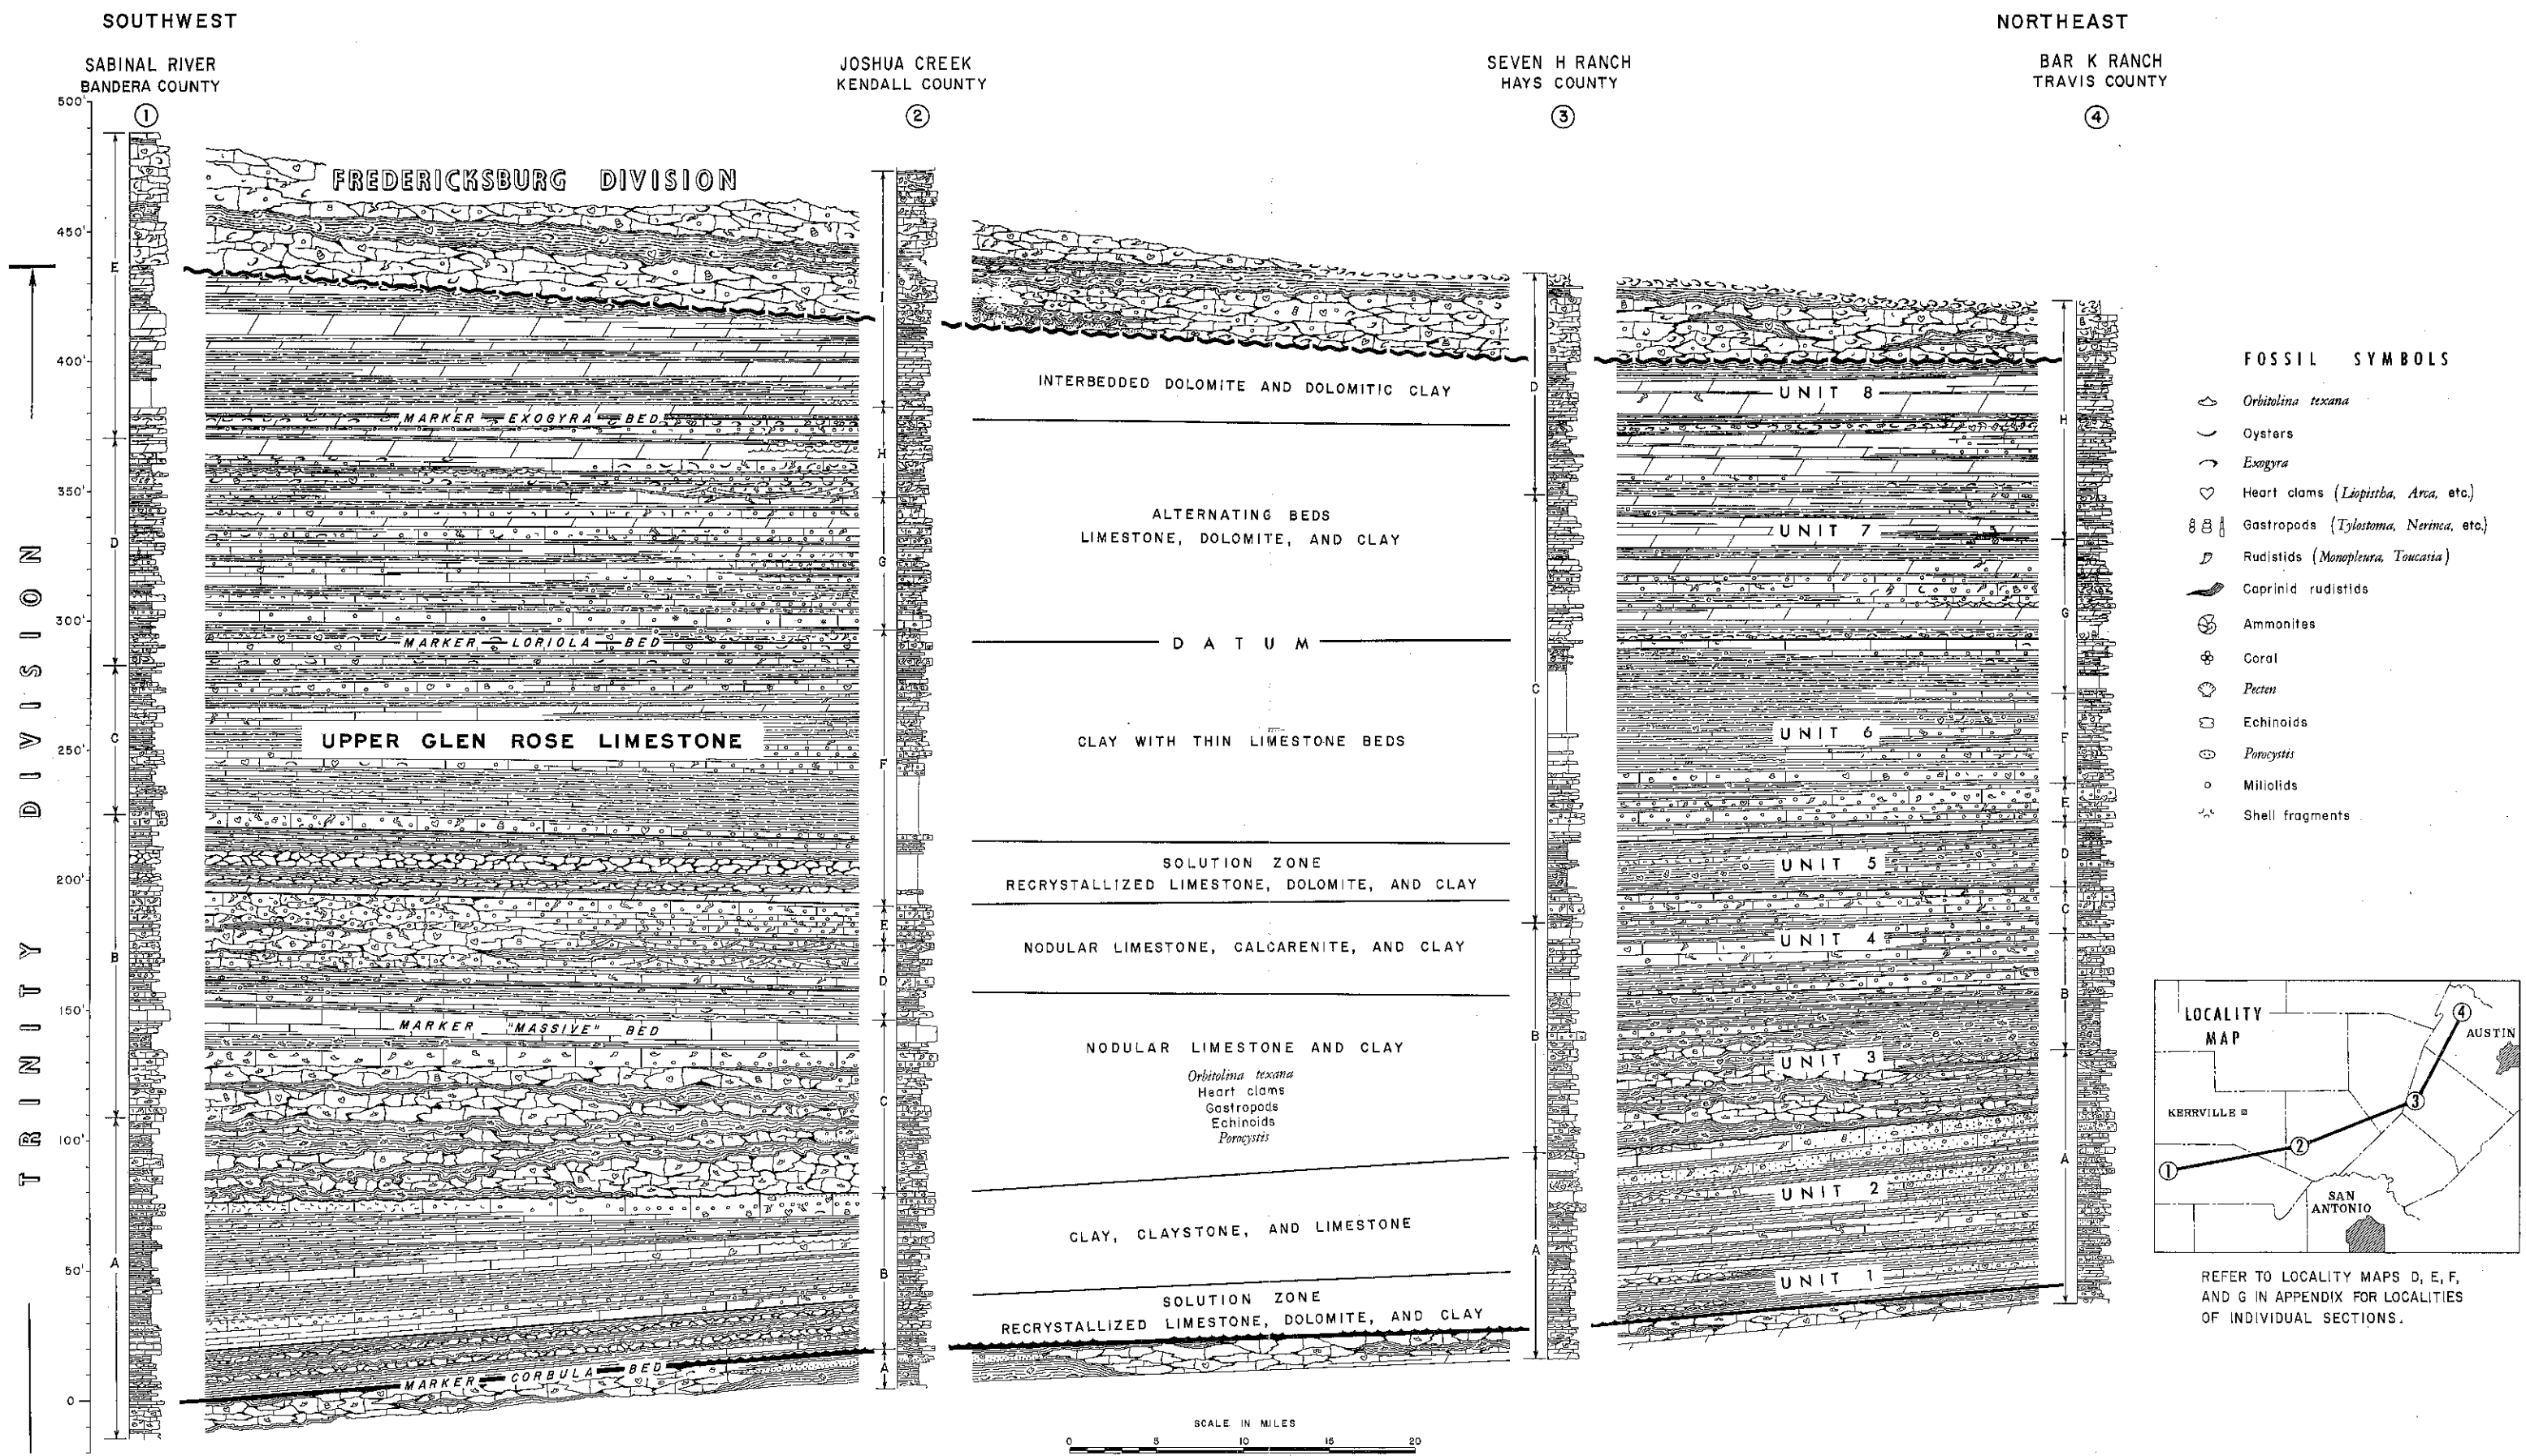 SOUTHWEST
NORTHEAST
SABINAL RIVER
BANDERA COUNTY
1
JOSHUA CREEK
KENDALL COUNTY
2
SEVEN H RANCH
HAYS COUNTY
3
BAR K RANCH
TRAVIS COUNTY
4
500'
450'
400'
350'
300'
250'
200'
150'
100'
50'
0
TRINITY DIVISION
E
D
C
B
A
FREDERICKSBURG DIVISION
MARKER EXOGYRA BED
MARKER LORIOLA BED
UPPER GLEN ROSE LIMESTONE
MARKER "MASSIVE" BED
MARKER CORBULA BED
I
H
G
F
E
D
C
B
A
INTERBEDDED DOLOMITE AND DOLOMITIC CLAY
ALTERNATING BEDS
LIMESTONE, DOLOMITE, AND CLAY
DATUM
CLAY WITH THIN LIMESTONE BEDS
SOLUTION ZONE
RECRYSTALLIZED LIMESTONE, DOLOMITE, AND CLAY
NODULAR LIMESTONE, CALCARENITE, AND CLAY
NODULAR LIMESTONE AND CLAY
Orbitolina texana
Heart clams
Gastropods
Echinoids
Porocystis
CLAY, CLAYSTONE, AND LIMESTONE
SOLUTION ZONE
RECRYSTALLIZED LIMESTONE, DOLOMITE, AND CLAY
D
C
B
A
UNIT 8
UNIT 7
UNIT 6
UNIT 5
UNIT 4
UNIT 3
UNIT 2
UNIT 1
H
G
F
E
D
C
B
A
FOSSIL SYMBOLS
Orbitolina texana
Oysters
Exogyra
Heart clams (Liopistha, Arca, etc.)
Gastropods (Tylostoma, Nerinea, etc.)
Rudistids (Monopleura, Toucasia)
Caprinid rudistids
Ammonites
Coral
Pecten
Echinoids
Porocystis
Miliolids
Shell fragments
LOCALITY
MAP
4
AUSTIN
3
KERRVILLE
2
1
SAN
ANTONIO
REFER TO LOCALITY MAPS D, E, F,
AND G IN APPENDIX FOR LOCALITIES
OF INDIVIDUAL SECTIONS.
SCALE IN MILES
0 5 10 15 20